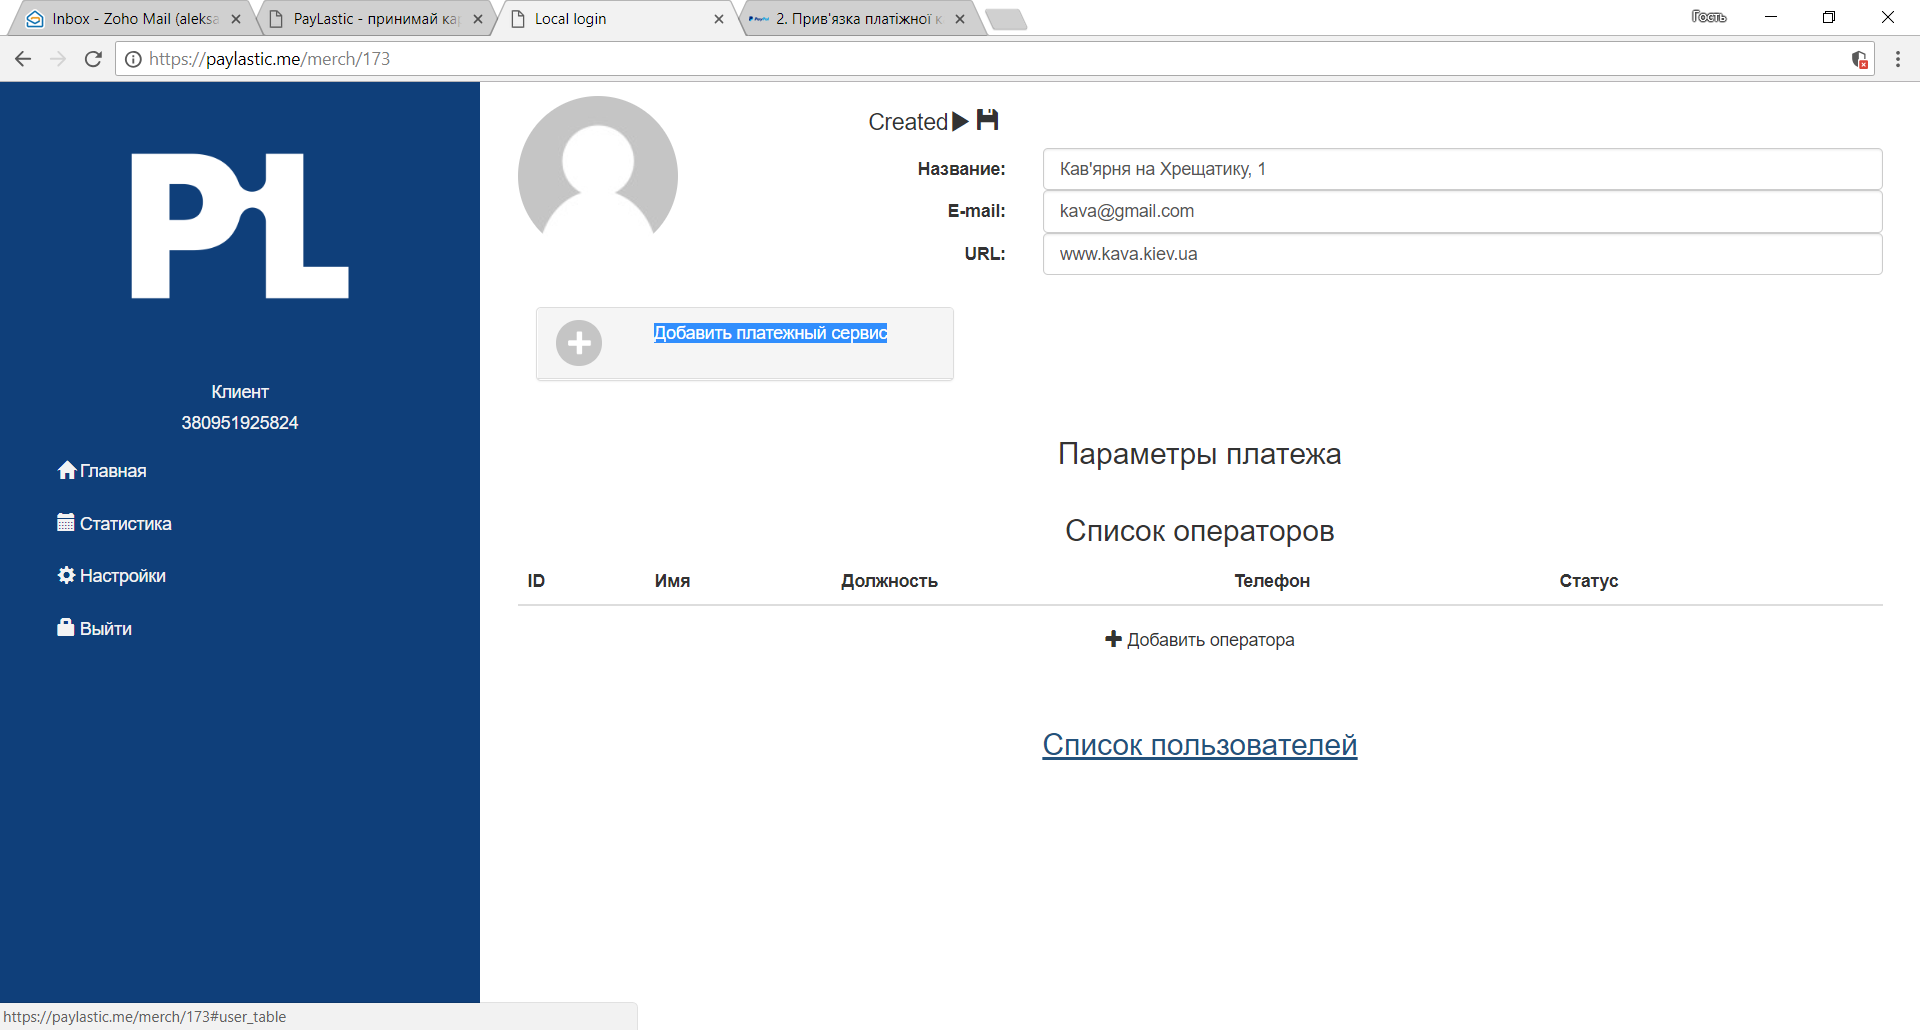 Inbox - Zoho Mail (aleksa
PayLastic - принимай ка
Local login
2. Прив'язка платіжної к
Гость
https://paylastic.me/merch/173
PL
Created
Название: Кав'ярня на Хрещатику, 1
E-mail: kava@gmail.com
URL: www.kava.kiev.ua
Добавить платежный сервис
Клиент
380951925824
Главная
Статистика
Настройки
Выйти
Параметры платежа
Список операторов
ID Имя Должность Телефон Статус
Добавить оператора
Список пользователей
https://paylastic.me/merch/173#user_table